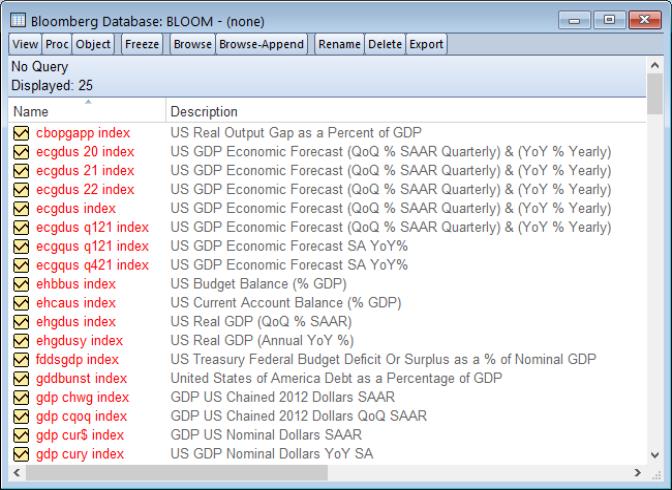 Bloomberg Database: BLOOM - (none)
View Proc Object Freeze Browse Browse-Append Rename Delete Export
No Query
Displayed: 25
Name Description
cbopgapp index US Real Output Gap as a Percent of GDP
ecgdus 20 index US GDP Economic Forecast (QoQ % SAAR Quarterly) & (YoY % Yearly)
ecgdus 21 index US GDP Economic Forecast (QoQ % SAAR Quarterly) & (YoY % Yearly)
ecgdus 22 index US GDP Economic Forecast (QoQ % SAAR Quarterly) & (YoY % Yearly)
ecgdus index US GDP Economic Forecast (QoQ % SAAR Quarterly) & (YoY % Yearly)
ecgdus q121 index US GDP Economic Forecast (QoQ % SAAR Quarterly) & (YoY % Yearly)
ecgqus q121 index US GDP Economic Forecast SA YoY%
ecgqus q421 index US GDP Economic Forecast SA YoY%
ehbbus index US Budget Balance (% GDP)
ehcaus index US Current Account Balance (% GDP)
ehgdus index US Real GDP (QoQ % SAAR)
ehgdusy index US Real GDP (Annual YoY %)
fddsgdp index US Treasury Federal Budget Deficit Or Surplus as a % of Nominal GDP
gddbunst index United States of America Debt as a Percentage of GDP
gdp chwg index GDP US Chained 2012 Dollars SAAR
gdp cqoq index GDP US Chained 2012 Dollars QoQ SAAR
gdp cur$ index GDP US Nominal Dollars SAAR
gdp cury index US GDP Nominal Dollars YoY SA